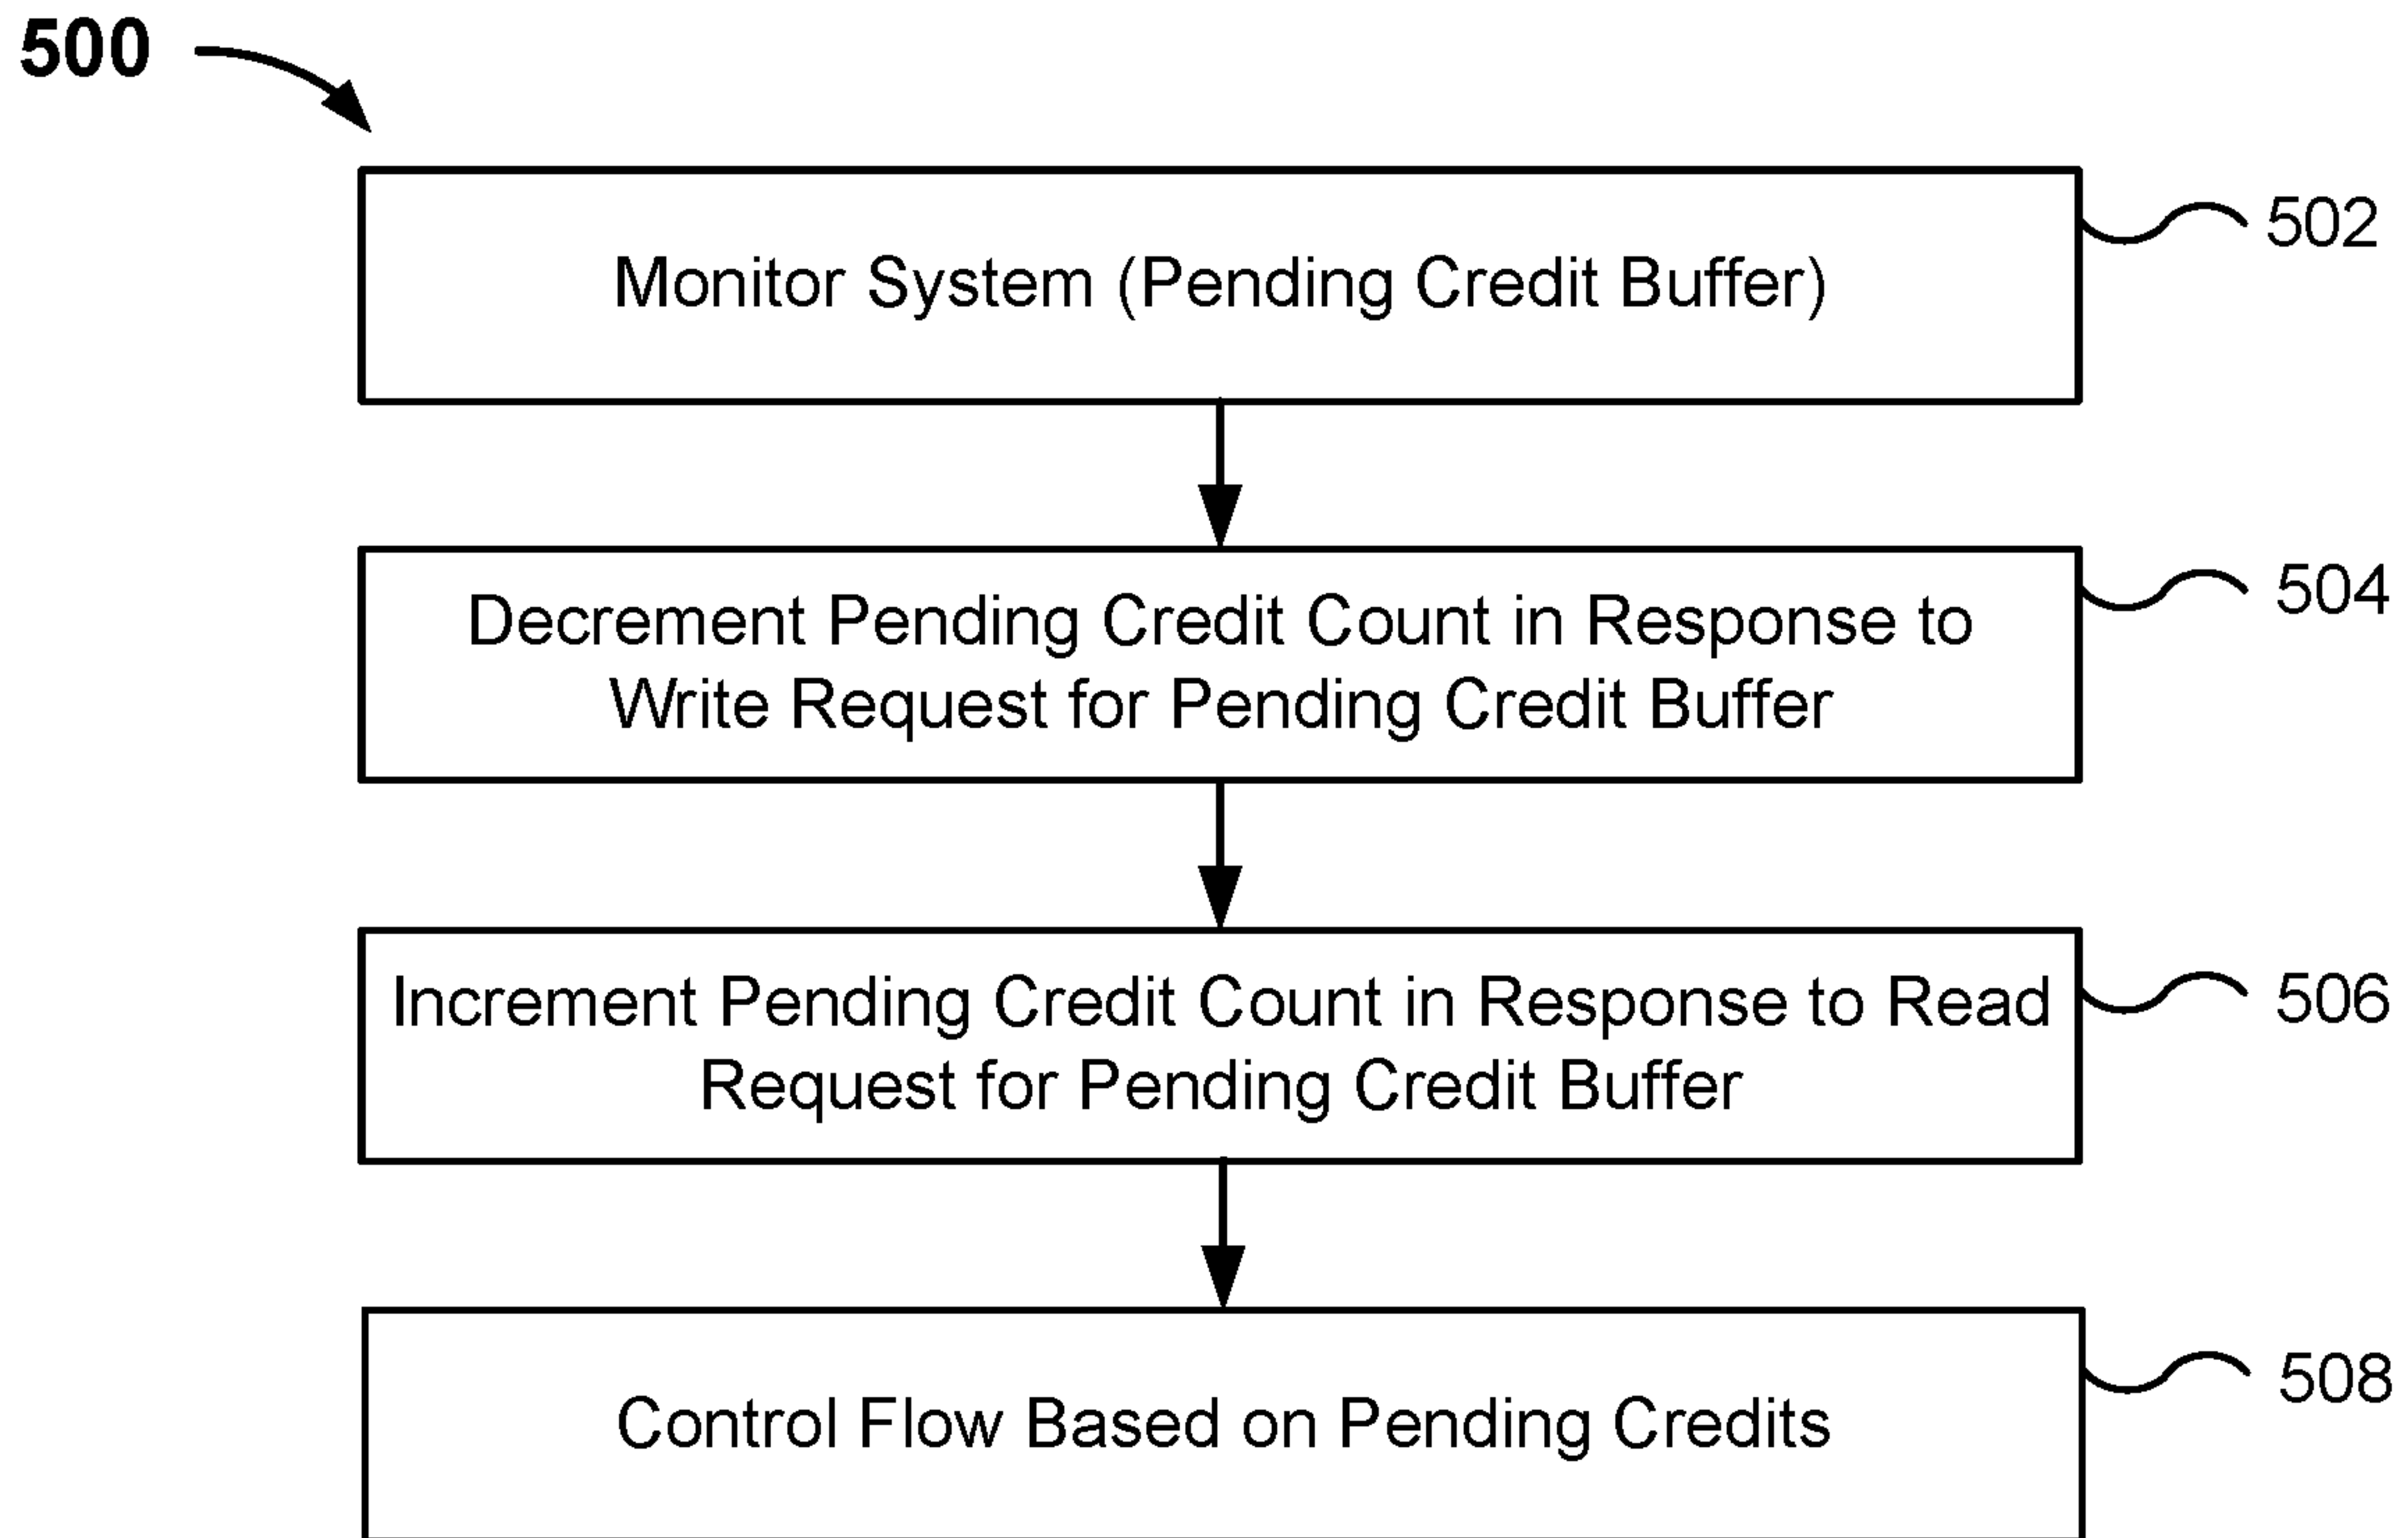 500
Monitor System (Pending Credit Buffer)
502
Decrement Pending Credit Count in Response to
Write Request for Pending Credit Buffer
504
Increment Pending Credit Count in Response to Read
Request for Pending Credit Buffer
506
Control Flow Based on Pending Credits
508